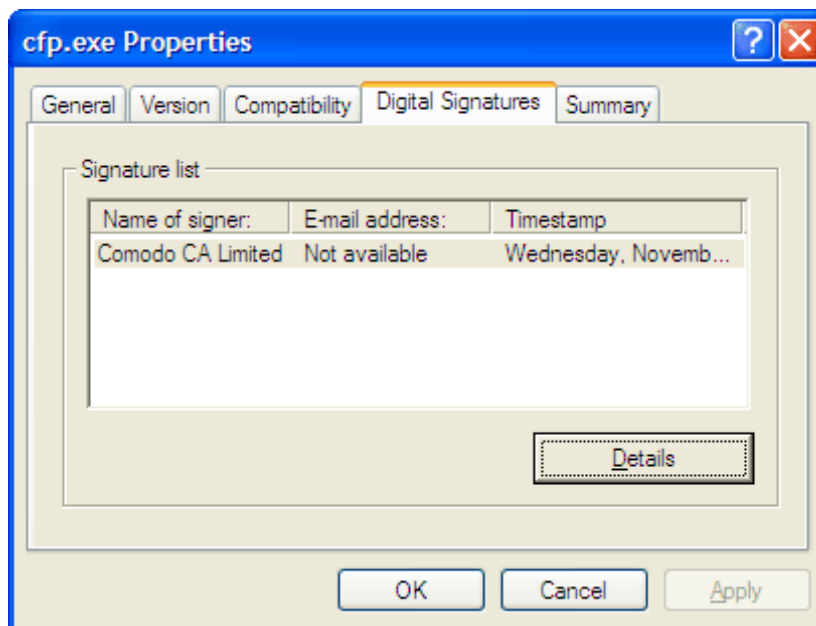 cfp.exe Properties
General Version Compatibility Digital Signatures Summary
Signature list
Name of signer: E-mail address: Timestamp
Comodo CA Limited Not available Wednesday, Novemb...
Details
OK Cancel Apply